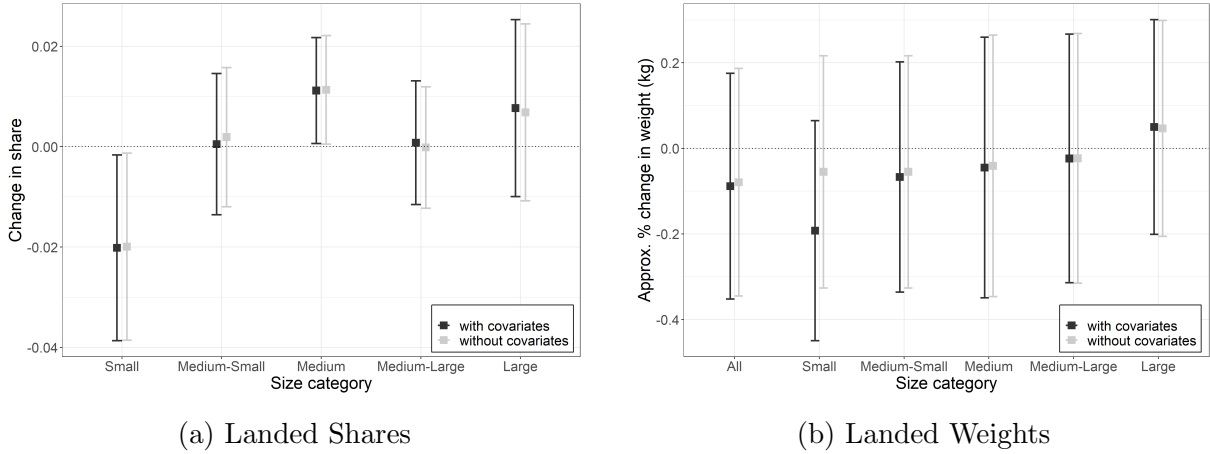 Change in share
0.02
0.00
-0.02
-0.04
with covariates
without covariates
Small Medium-Small Medium Medium-Large Large
Size category
(a) Landed Shares
Approx. % change in weight (kg)
0.2
0.0
-0.2
-0.4
with covariates
without covariates
All Small Medium-Small Medium Medium-Large Large
Size category
(b) Landed Weights